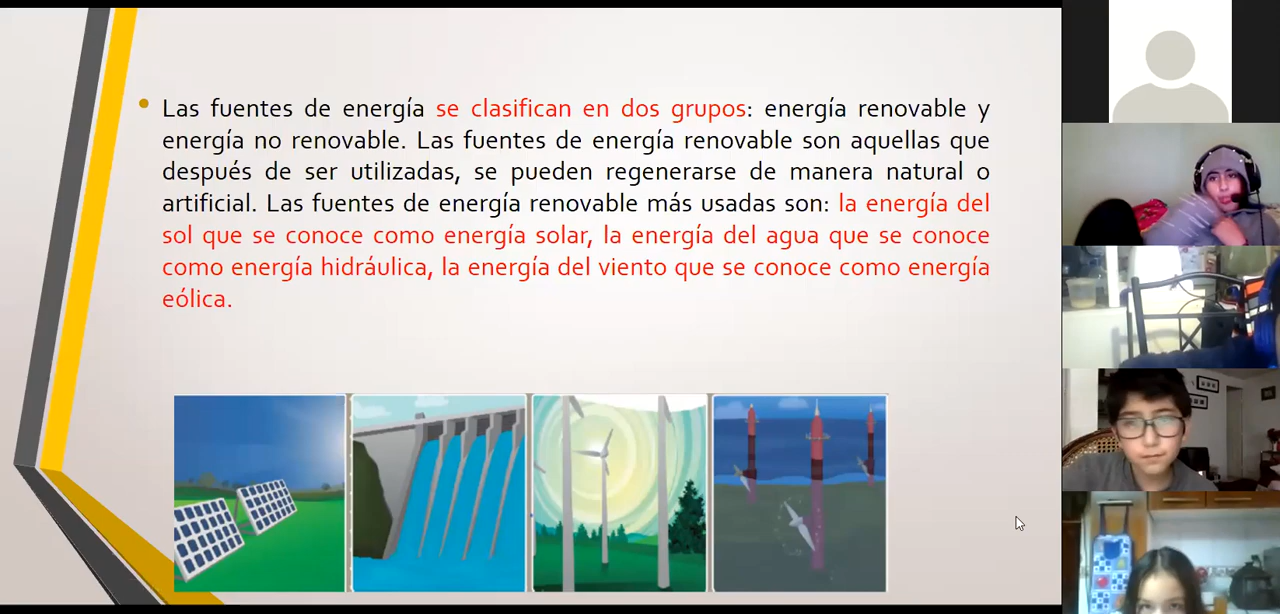 Las fuentes de energía se clasifican en dos grupos: energía renovable y
energía no renovable. Las fuentes de energía renovable son aquellas que
después de ser utilizadas, se pueden regenerarse de manera natural o
artificial. Las fuentes de energía renovable más usadas son: la energía del
sol que se conoce como energía solar, la energía del agua que se conoce
como energía hidráulica, la energía del viento que se conoce como energía
eólica.